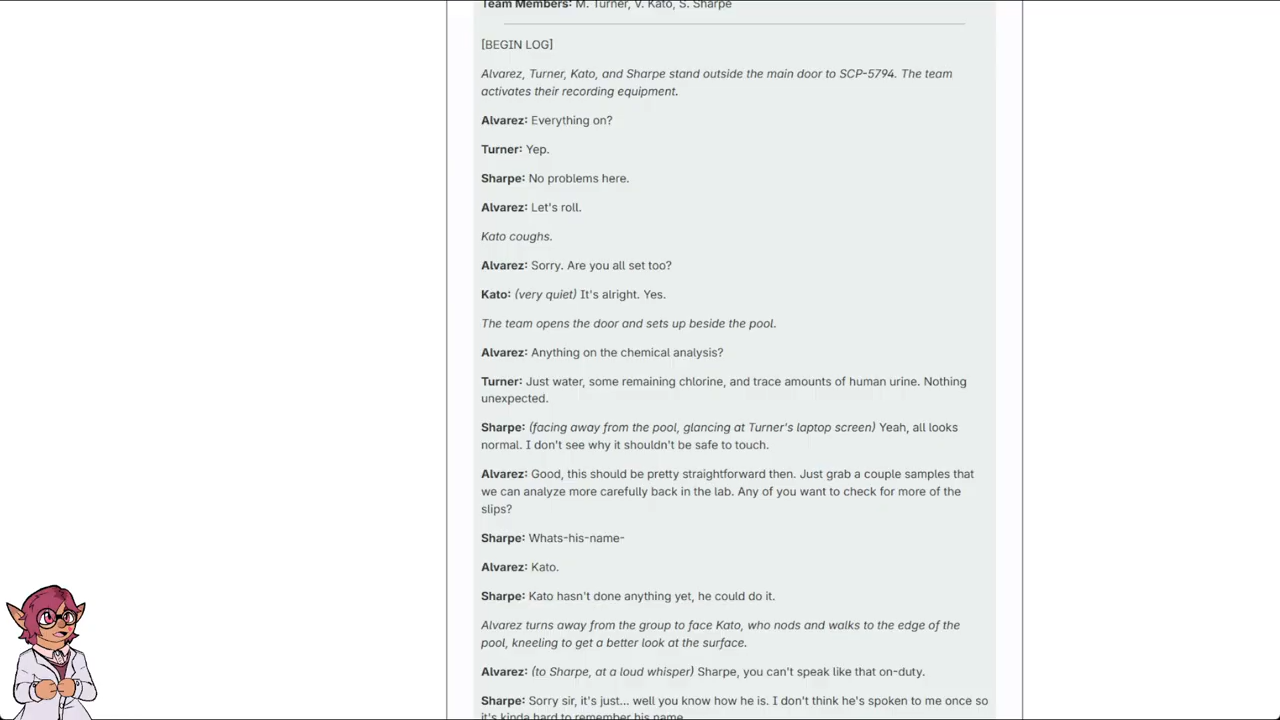 Team Members: M. Turner, V. Kato, S. Sharpe
[BEGIN LOG]
Alvarez, Turner, Kato, and Sharpe stand outside the main door to SCP-5794. The team
activates their recording equipment.
Alvarez: Everything on?
Turner: Yep.
Sharpe: No problems here.
Alvarez: Let's roll.
Kato coughs.
Alvarez: Sorry. Are you all set too?
Kato: (very quiet) It's alright. Yes.
The team opens the door and sets up beside the pool.
Alvarez: Anything on the chemical analysis?
Turner: Just water, some remaining chlorine, and trace amounts of human urine. Nothing
unexpected.
Sharpe: (facing away from the pool, glancing at Turner's laptop screen) Yeah, all looks
normal. I don't see why it shouldn't be safe to touch.
Alvarez: Good, this should be pretty straightforward then. Just grab a couple samples that
we can analyze more carefully back in the lab. Any of you want to check for more of the
slips?
Sharpe: Whats-his-name-
Alvarez: Kato.
Sharpe: Kato hasn't done anything yet, he could do it.
Alvarez turns away from the group to face Kato, who nods and walks to the edge of the
pool, kneeling to get a better look at the surface.
Alvarez: (to Sharpe, at a loud whisper) Sharpe, you can't speak like that on-duty.
Sharpe: Sorry sir, it's just... well you know how he is. I don't think he's spoken to me once so
it's kinda hard to remember his name.